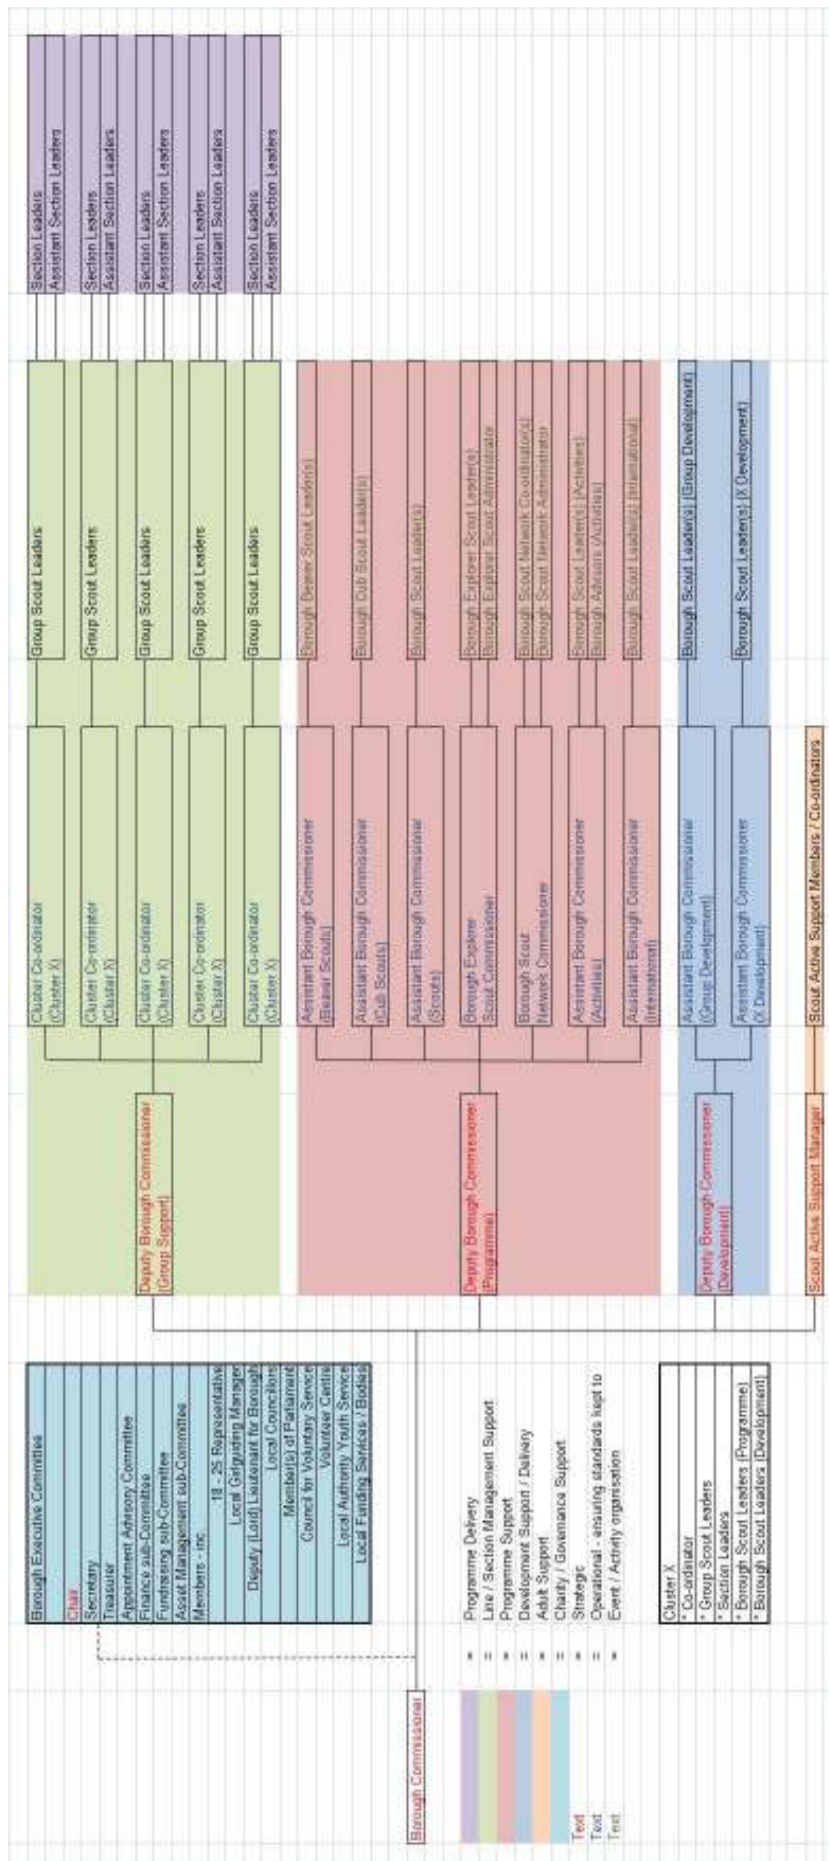 Borough Executive Committee
Chair
Secretary
Treasurer
Appointment Advisory Committee
Finance sub-Committee
Fundraising sub-Committee
Asset Management sub-Committee
Members - inc.
18 - 25 Representative
Local Girlguiding Manager
Deputy (Lord) Lieutenant for Borough
Local Councillors
Member(s) of Parliament
Council for Voluntary Service
Volunteer Centre
Local Authority Youth Service
Local Funding Services / Bodies
Borough Commissioner
= Programme Delivery
= Line / Section Management Support
= Programme Support
= Development Support / Delivery
= Adult Support
= Charity / Governance Support
Text = Strategic
Text = Operational - ensuring standards kept to
Text = Event / Activity organisation
Cluster X
* Co-ordinator
* Group Scout Leaders
* Section Leaders
* Borough Scout Leaders (Programme)
* Borough Scout Leaders (Development)
Deputy Borough Commissioner
(Group Support)
Cluster Co-ordinator
(Cluster X)
Group Scout Leaders
Section Leaders
Assistant Section Leaders
Cluster Co-ordinator
(Cluster X)
Group Scout Leaders
Section Leaders
Assistant Section Leaders
Cluster Co-ordinator
(Cluster X)
Group Scout Leaders
Section Leaders
Assistant Section Leaders
Cluster Co-ordinator
(Cluster X)
Group Scout Leaders
Section Leaders
Assistant Section Leaders
Cluster Co-ordinator
(Cluster X)
Group Scout Leaders
Section Leaders
Assistant Section Leaders
Deputy Borough Commissioner
(Programme)
Assistant Borough Commissioner
(Beaver Scouts)
Borough Beaver Scout Leader(s)
Assistant Borough Commissioner
(Cub Scouts)
Borough Cub Scout Leader(s)
Assistant Borough Commissioner
(Scouts)
Borough Scout Leader(s)
Borough Explorer
Scout Commissioner
Borough Explorer Scout Leader(s)
Borough Explorer Scout Administrator
Borough Scout
Network Commissioner
Borough Scout Network Co-ordinator(s)
Borough Scout Network Administrator
Assistant Borough Commissioner
(Activities)
Borough Scout Leader(s) (Activities)
Borough Advisors (Activities)
Assistant Borough Commissioner
(International)
Borough Scout Leader(s) (International)
Deputy Borough Commissioner
(Development)
Assistant Borough Commissioner
(Group Development)
Borough Scout Leader(s) (Group Development)
Assistant Borough Commissioner
(X Development)
Borough Scout Leader(s) (X Development)
Scout Active Support Manager
Scout Active Support Members / Co-ordinators